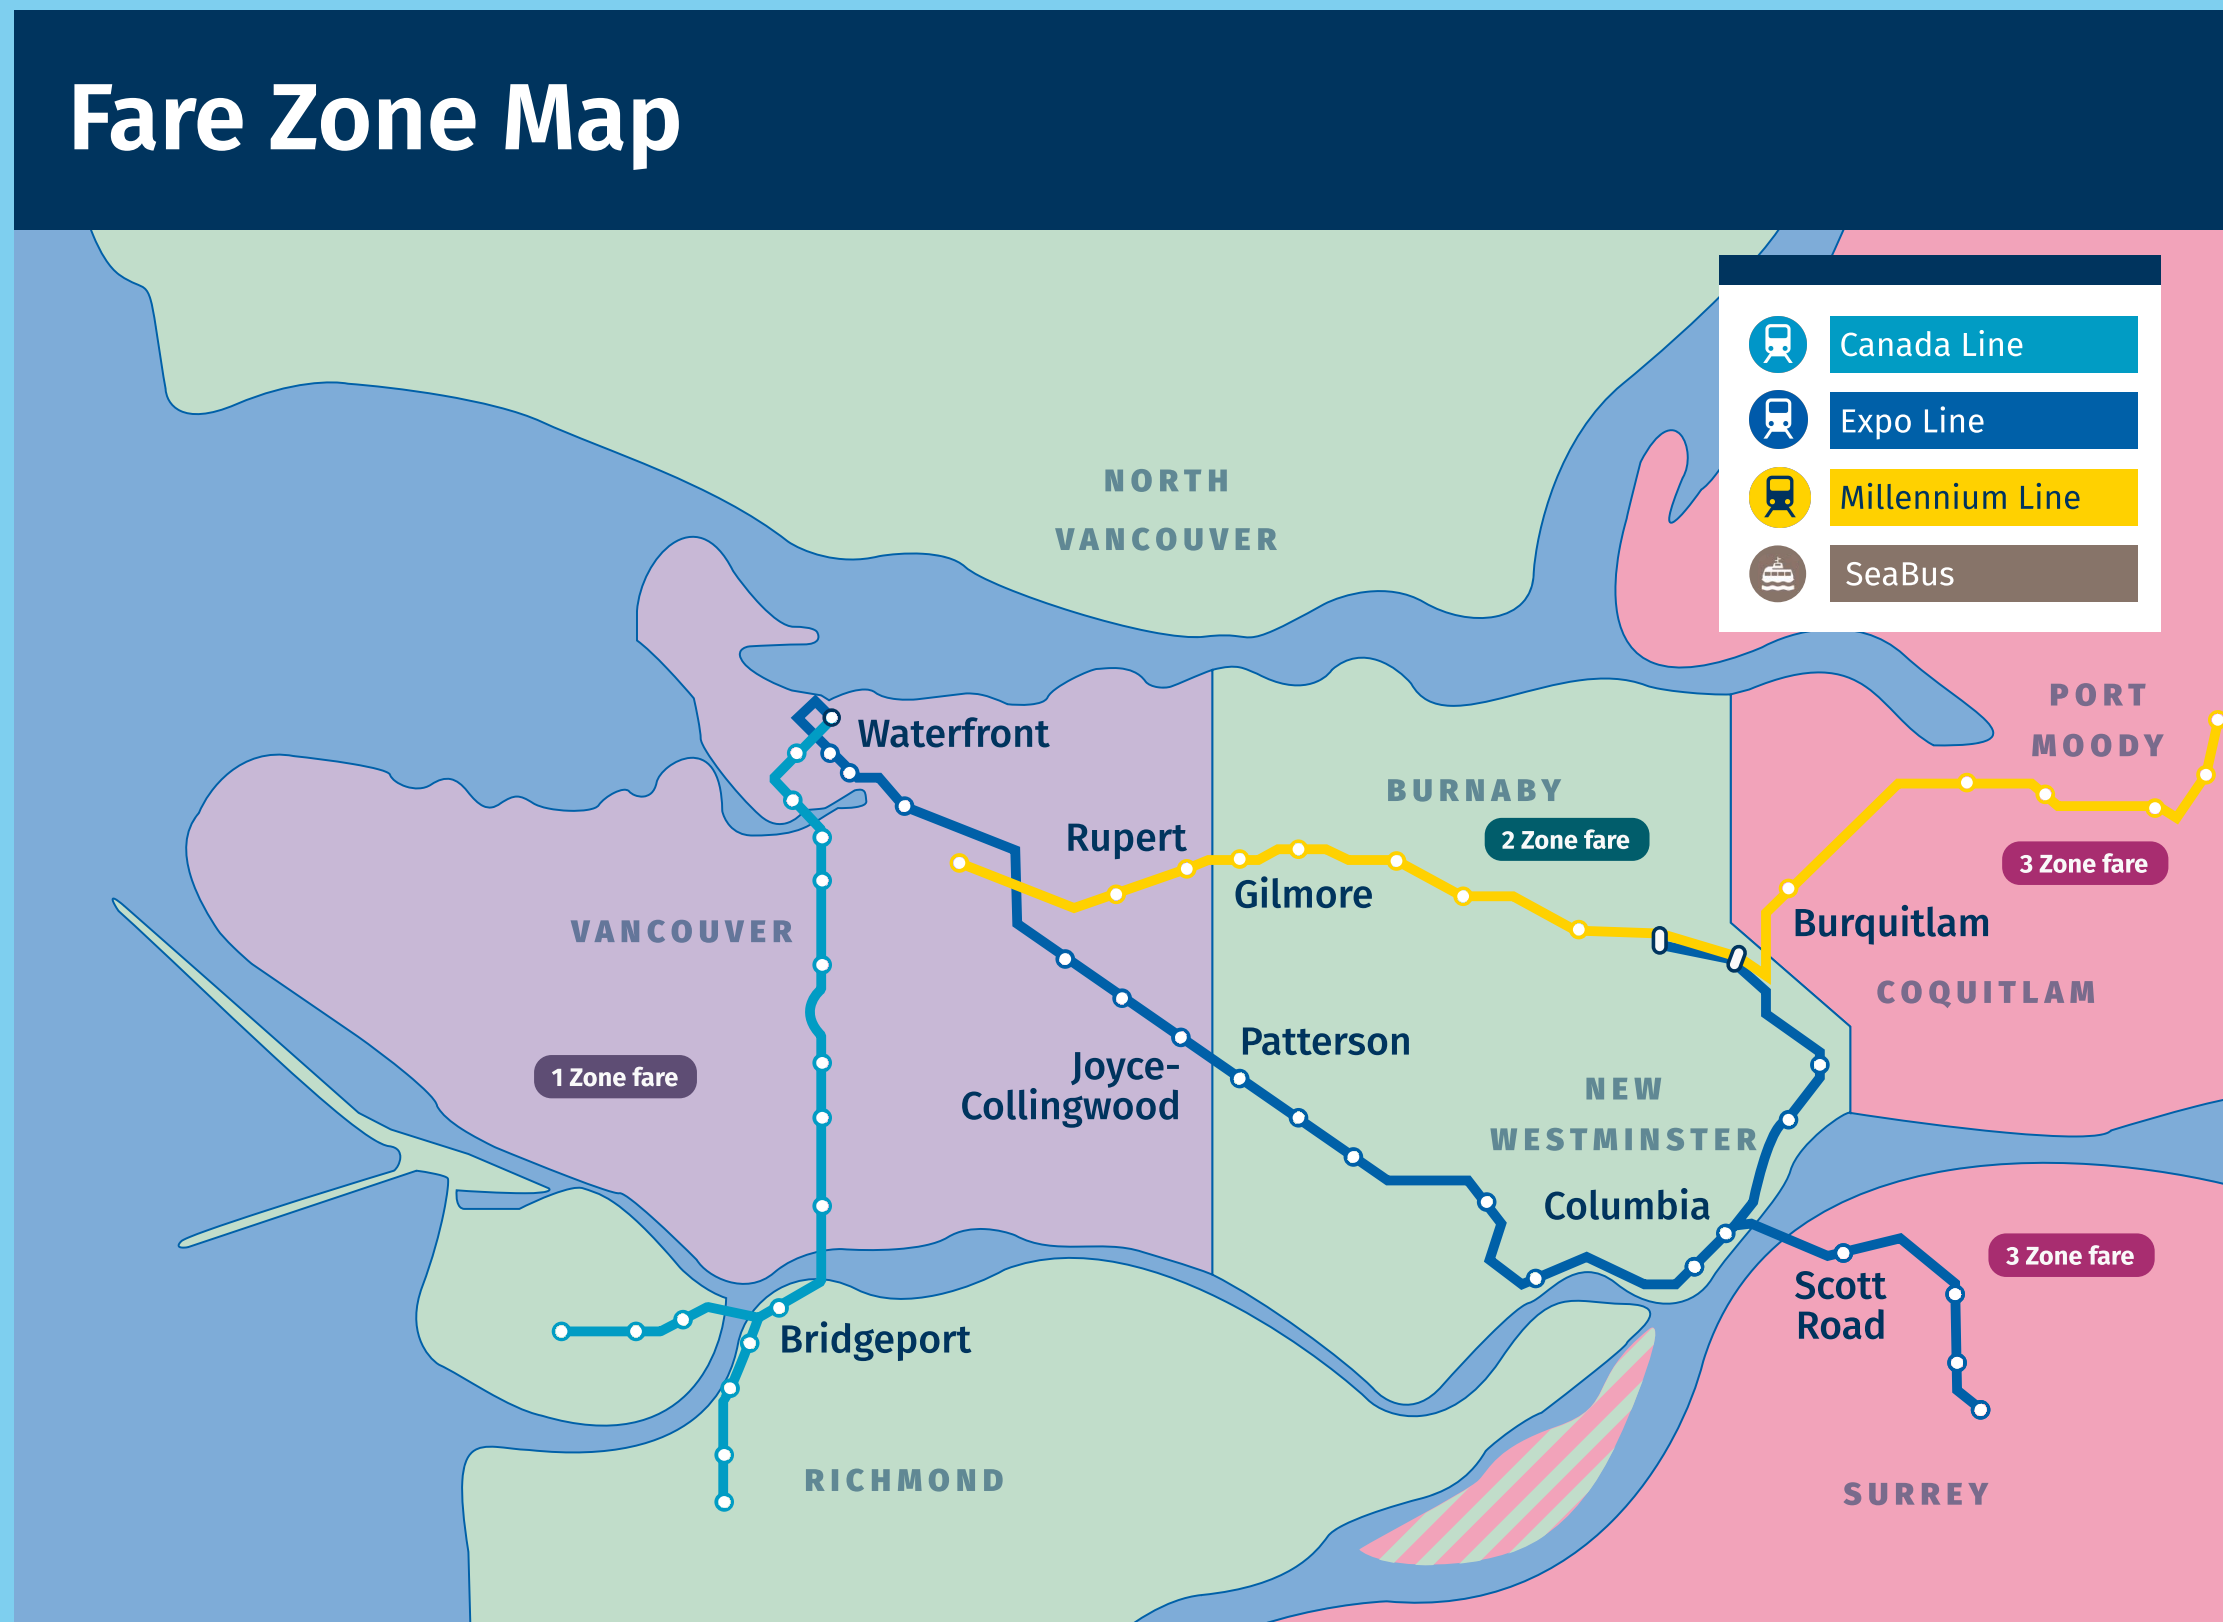 Fare Zone Map
Canada Line
Expo Line
Millennium Line
SeaBus
NORTH
VANCOUVER
PORT
MOODY
Waterfront
BURNABY
Rupert
2 Zone fare
3 Zone fare
Gilmore
Burquitlam
VANCOUVER
COQUITLAM
Patterson
1 Zone fare
Joyce-
Collingwood
NEW
WESTMINSTER
Columbia
3 Zone fare
Scott
Road
Bridgeport
RICHMOND
SURREY